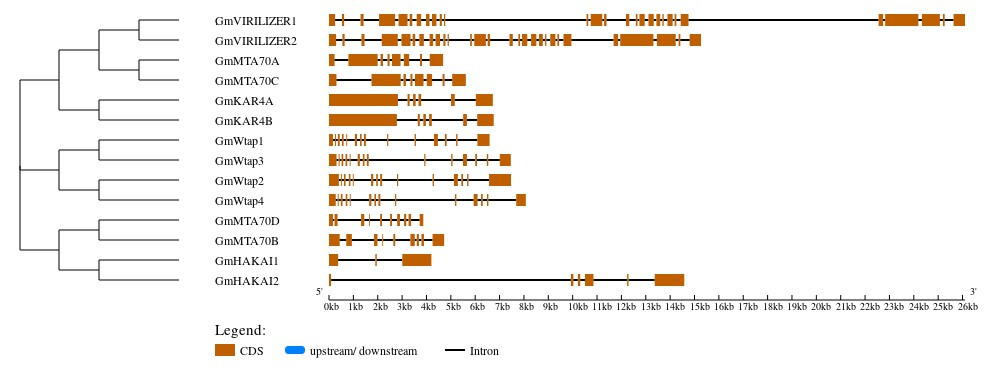 GmVIRILIZER1
GmVIRILIZER2
GmMTA70A
GmMTA70C
GmKAR4A
GmKAR4B
GmWtap1
GmWtap3
GmWtap2
GmWtap4
GmMTA70D
GmMTA70B
GmHAKAI1
GmHAKAI2
5' 3'
0kb 1kb 2kb 3kb 4kb 5kb 6kb 7kb 8kb 9kb 10kb 11kb 12kb 13kb 14kb 15kb 16kb 17kb 18kb 19kb 20kb 21kb 22kb 23kb 24kb 25kb 26kb
Legend:
CDS upstream/ downstream Intron